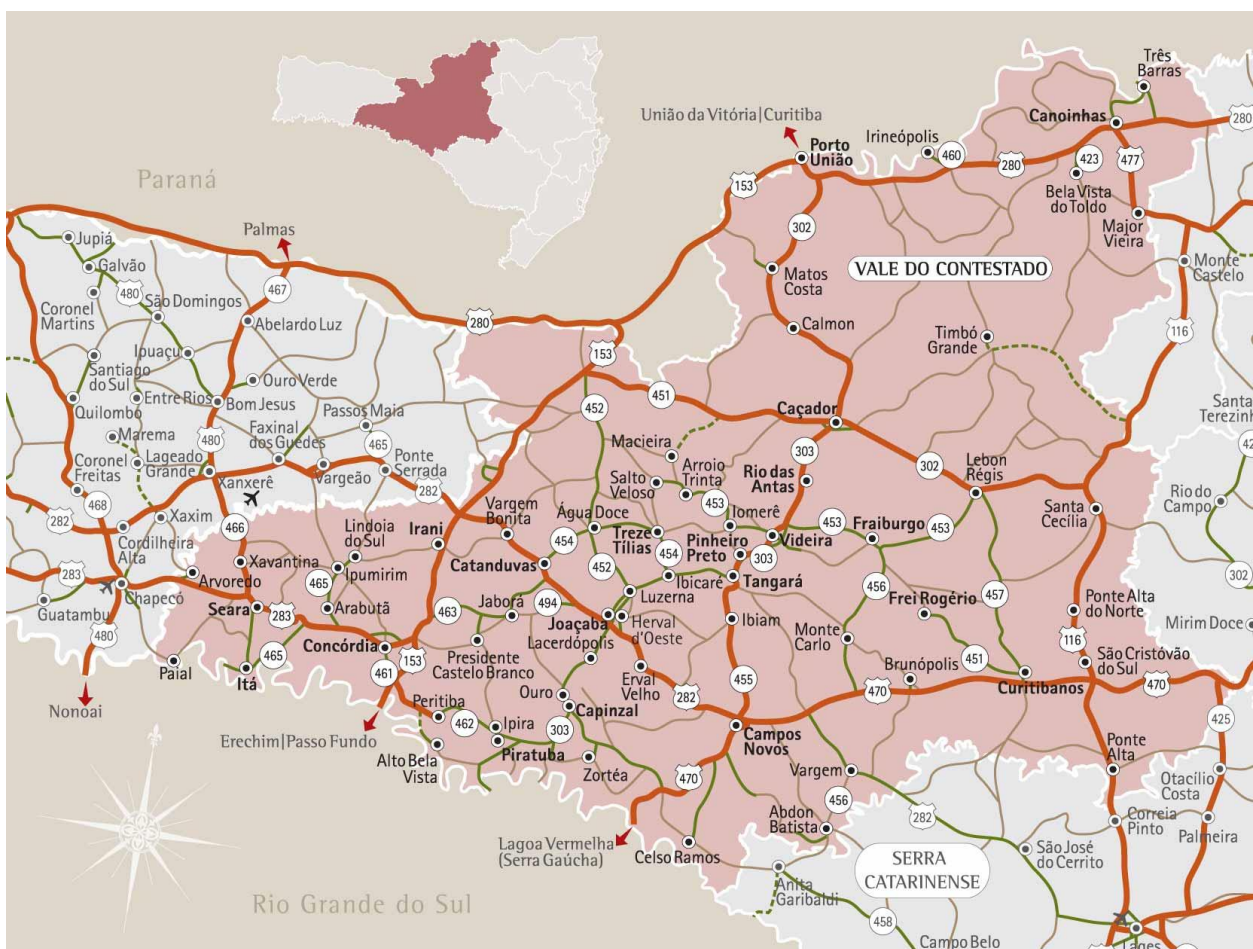 Três
Barras
União da Vitória|Curitiba
Canoinhas
280
Porto
União
Irineópolis
460
280
423
477
153
Paraná
Bela Vista
do Toldo
Major
Vieira
302
Palmas
Jupiá
Galvão
467
480
VALE DO CONTESTADO
Matos
Costa
Monte
Castelo
Coronel
Martins
São Domingos
Abelardo Luz
280
Calmon
Timbó
Grande
116
Ipuaçu
153
Santiago
do Sul
Ouro Verde
451
Quilombo
Entre Rios
Bom Jesus
452
Caçador
Santa
Terezinh
Passos Maia
Marema
480
Faxinal
dos Guedes
465
Macieira
303
302
Lebon
Régis
Coronel
Freitas
Lageado
Grande
Xanxerê
Vargeão
Ponte
Serrada
282
Salto
Veloso
Arroio
Trinta
Rio das
Antas
453
468
282
Xaxim
466
Vargem
Bonita
Água Doce
Iomerê
453
Fraiburgo
453
Santa
Cecília
Rio do
Campo
Cordilheira
Alta
Lindoia
do Sul
Irani
454
Treze
Tílias
454
Pinheiro
Preto
Videira
303
283
Chapecó
Arvoredo
Xavantina
465
Ipumirim
Catanduvas
452
Ibicaré
Tangará
456
457
302
Guatambu
Seara
283
Arabutã
463
Jaborá
494
Luzerna
Frei Rogério
Ponte Alta
do Norte
480
Joaçaba
Herval
d'Oeste
Ibiam
Mirim Doce
Concórdia
153
Lacerdópolis
Monte
Carlo
116
Paial
Itá
465
461
Presidente
Castelo Branco
Erval
Velho
455
Brunópolis
451
Curitibanos
São Cristóvão
do Sul
470
Nonoai
Peritiba
Ouro
Capinzal
282
470
425
Erechim|Passo Fundo
462
Ipira
303
Campos
Novos
Alto Bela
Vista
Piratuba
Zortéa
470
Vargem
Ponte
Alta
Otacílio
Costa
456
Abdon
Batista
282
Correia
Pinto
Palmeira
Lagoa Vermelha
(Serra Gaúcha)
Celso Ramos
SERRA
CATARINENSE
São José
do Cerrito
Anita
Garibaldi
Rio Grande do Sul
458
Campo Belo
Lages